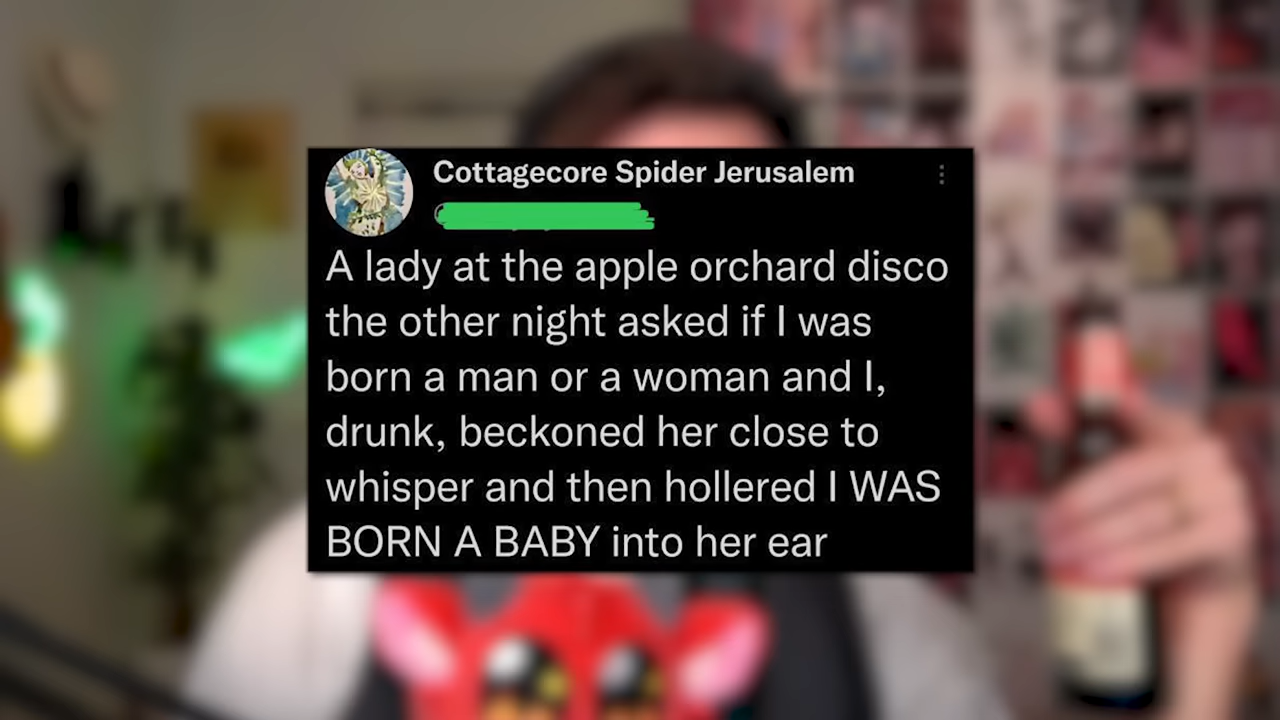 Cottagecore Spider Jerusalem
A lady at the apple orchard disco
the other night asked if I was
born a man or a woman and I,
drunk, beckoned her close to
whisper and then hollered I WAS
BORN A BABY into her ear